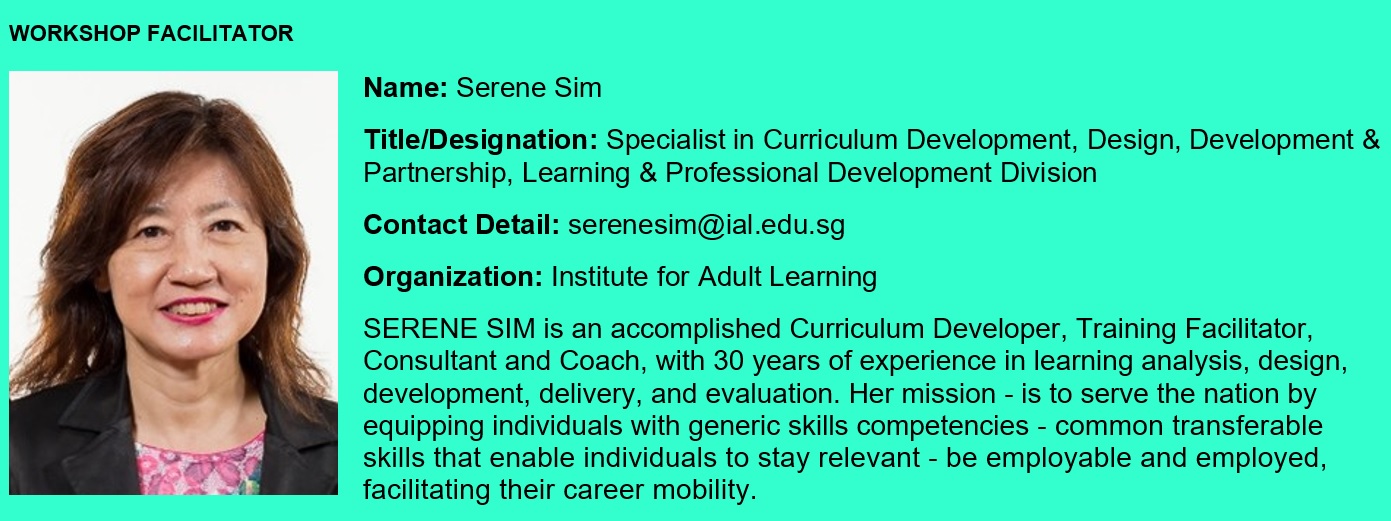 WORKSHOP FACILITATOR
Name: Serene Sim
Title/Designation: Specialist in Curriculum Development, Design, Development &
Partnership, Learning & Professional Development Division
Contact Detail: serenesim@ial.edu.sg
Organization: Institute for Adult Learning
SERENE SIM is an accomplished Curriculum Developer, Training Facilitator,
Consultant and Coach, with 30 years of experience in learning analysis, design,
development, delivery, and evaluation. Her mission - is to serve the nation by
equipping individuals with generic skills competencies - common transferable
skills that enable individuals to stay relevant - be employable and employed,
facilitating their career mobility.